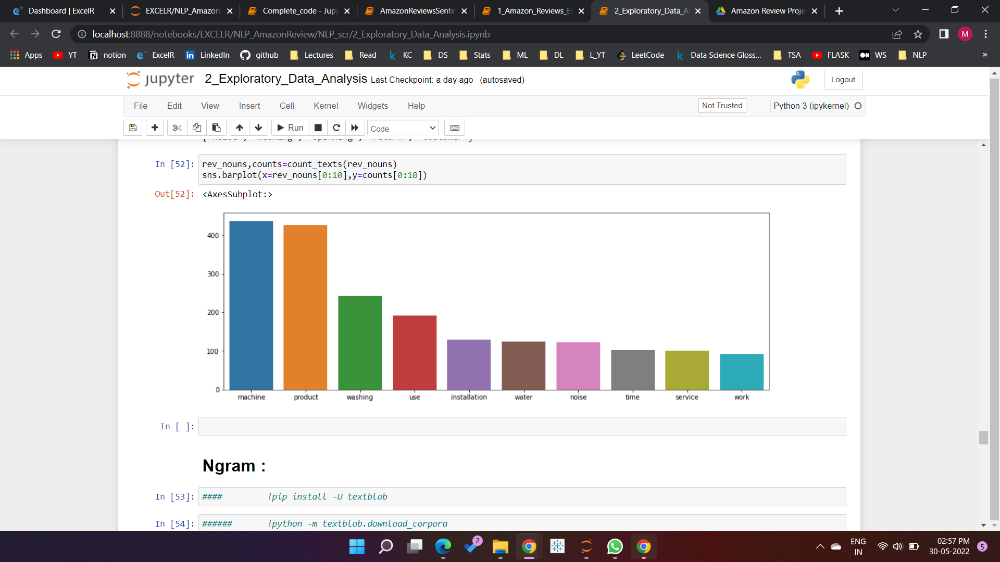 Dashboard | ExcelR
EXCELR/NLP_Amazon
Complete_code - Jup
AmazonReviewsSentin
1_Amazon_Reviews_E
2_Exploratory_Data_A
Amazon Review Proje
localhost:8888/notebooks/EXCELR/NLP_AmazonReview/NLP_scr/2_Exploratory_Data_Analysis.ipynb
M
Apps YT notion ExcelR LinkedIn github Lectures Read KC DS Stats ML DL L_YT LeetCode Data Science Gloss... TSA FLASK WS NLP »
jupyter 2_Exploratory_Data_Analysis Last Checkpoint: a day ago (autosaved)
Logout
File Edit View Insert Cell Kernel Widgets Help
Not Trusted
Python 3 (ipykernel)
Run
Code
In [52]: rev_nouns,counts=count_texts(rev_nouns)
sns.barplot(x=rev_nouns[0:10],y=counts[0:10])
Out[52]: <AxesSubplot:>
400
300
200
100
0
machine product washing use installation water noise time service work
In [ ]:
Ngram :
In [53]: #### !pip install -U textblob
In [54]: ###### !python -m textblob.download_corpora
2
ENG
IN
02:57 PM
30-05-2022
5